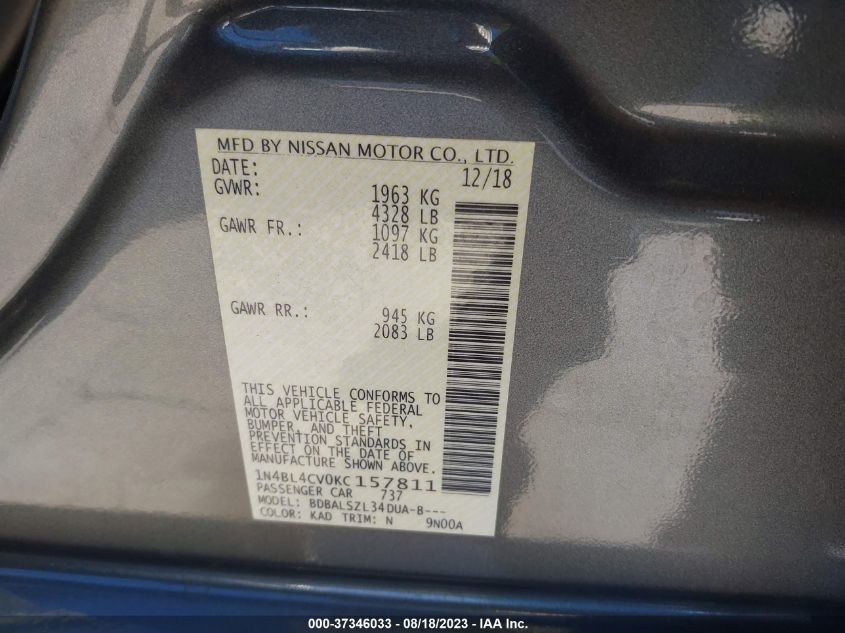 MFD BY NISSAN MOTOR CO., LTD.
DATE: 12/18
GVWR: 1963 KG
4328 LB
GAWR FR.: 1097 KG
2418 LB
GAWR RR.: 945 KG
2083 LB
THIS VEHICLE CONFORMS TO
ALL APPLICABLE FEDERAL
MOTOR VEHICLE SAFETY,
BUMPER, AND THEFT
PREVENTION STANDARDS IN
EFFECT ON THE DATE OF
MANUFACTURE SHOWN ABOVE.
1N4BL4CV0KC157811
PASSENGER CAR 737
MODEL: BDBALSZL34DUA-B---
COLOR: KAD TRIM: N 9N00A
000-37346033 - 08/18/2023 - © IAA Inc.